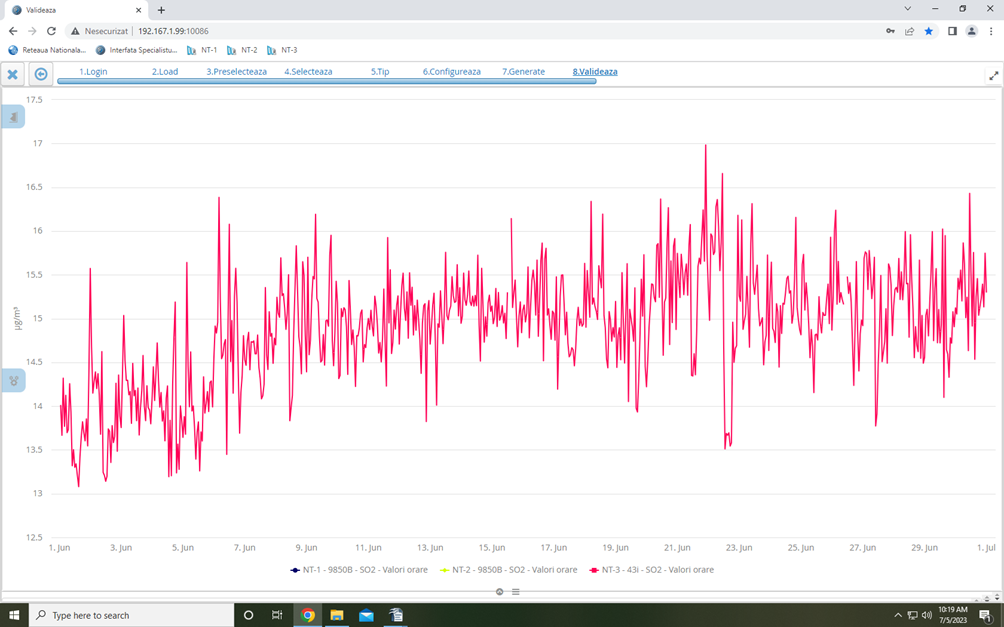 Valideaza
Nesecurizat | 192.167.1.99:10086
Reteaua Nationala... Interfata Specialistu... NT-1 NT-2 NT-3
1.Login 2.Load 3.Preselecteaza 4.Selecteaza 5.Tip 6.Configureaza 7.Generate 8.Valideaza
17.5
17
16.5
16
15.5
15
14.5
14
13.5
13
12.5
µg/m³
1. Jun 3. Jun 5. Jun 7. Jun 9. Jun 11. Jun 13. Jun 15. Jun 17. Jun 19. Jun 21. Jun 23. Jun 25. Jun 27. Jun 29. Jun 1. Jul
NT-1 - 9850B - SO2 - Valori orare NT-2 - 9850B - SO2 - Valori orare NT-3 - 43i - SO2 - Valori orare
Type here to search
10:19 AM
7/5/2023
1